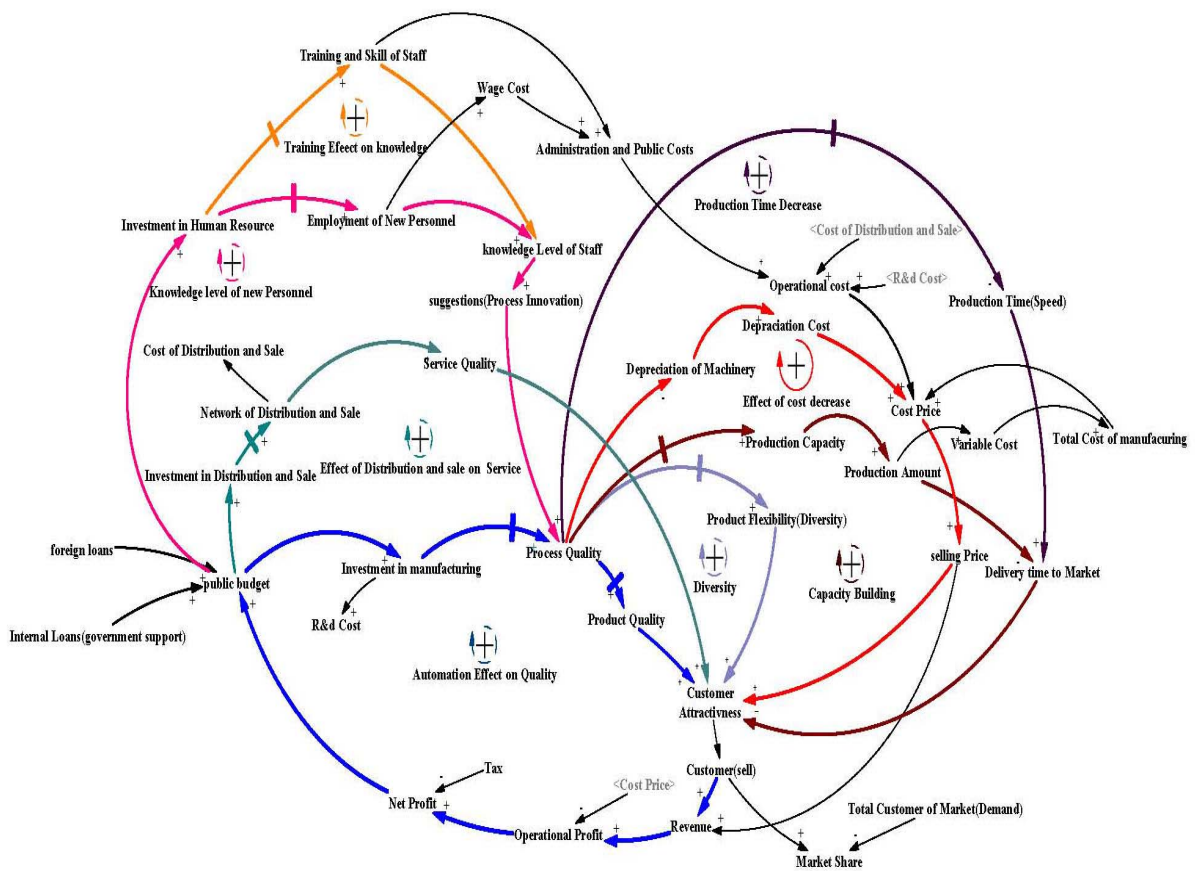 Training and Skill of Staff
Wage Cost
Training Efeect on knowledge
Administration and Public Costs
Production Time Decrease
Investment in Human Resource
Employment of New Personnel
<Cost of Distribution and Sale>
knowledge Level of Staff
Knowledge level of new Personnel
Operational cost
<R&d Cost>
suggestions(Process Innovation)
Production Time(Speed)
Depraciation Cost
Cost of Distribution and Sale
Service Quality
Depreciation of Machinery
Effect of cost decrease
Network of Distribution and Sale
Cost Price
Production Capacity
Variable Cost
Total Cost of manufacuring
Investment in Distribution and Sale
Effect of Distribution and sale on Service
Production Amount
Product Flexibility(Diversity)
foreign loans
Process Quality
selling Price
public budget
Investment in manufacturing
Diversity
Capacity Building
Delivery time to Market
R&d Cost
Product Quality
Internal Loans(government support)
Automation Effect on Quality
Customer
Attractivness
Customer(sell)
Tax
<Cost Price>
Net Profit
Total Customer of Market(Demand)
Operational Profit
Revenue
Market Share